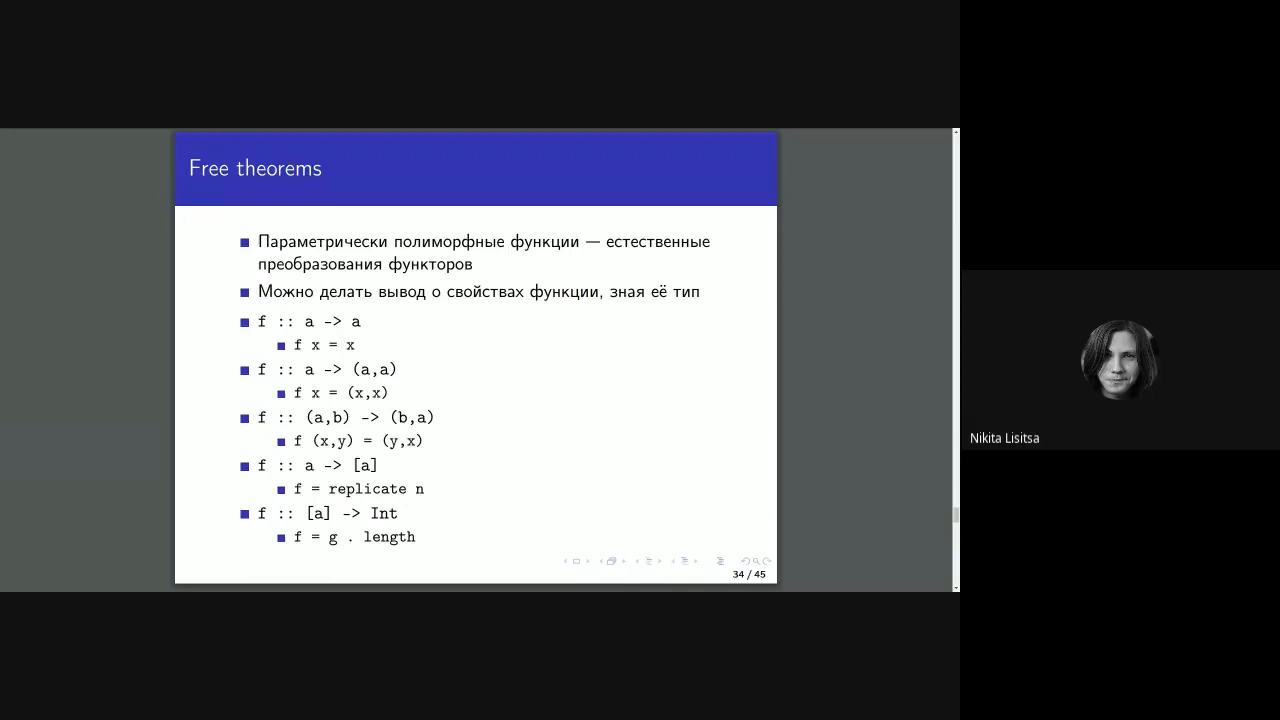 Free theorems
Параметрически полиморфные функции — естественные
преобразования функторов
Можно делать вывод о свойствах функции, зная её тип
f :: a -> a
f x = x
f :: a -> (a,a)
f x = (x,x)
f :: (a,b) -> (b,a)
f (x,y) = (y,x)
f :: a -> [a]
f = replicate n
f :: [a] -> Int
f = g . length
34 / 45
Nikita Lisitsa